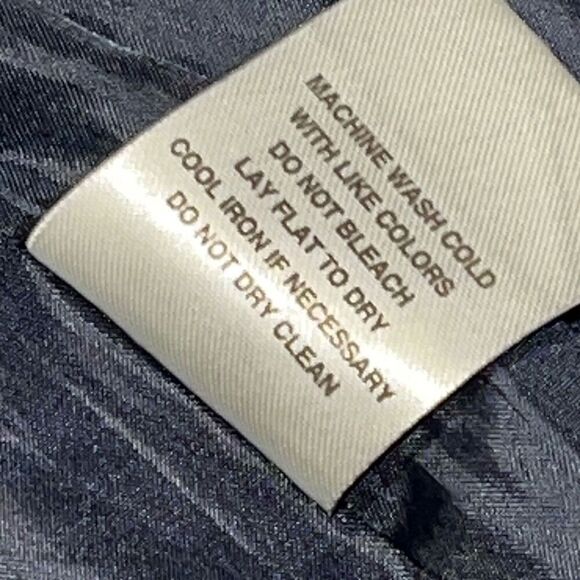 MACHINE WASH COLD
WITH LIKE COLORS
DO NOT BLEACH
LAY FLAT TO DRY
COOL IRON IF NECESSARY
DO NOT DRY CLEAN